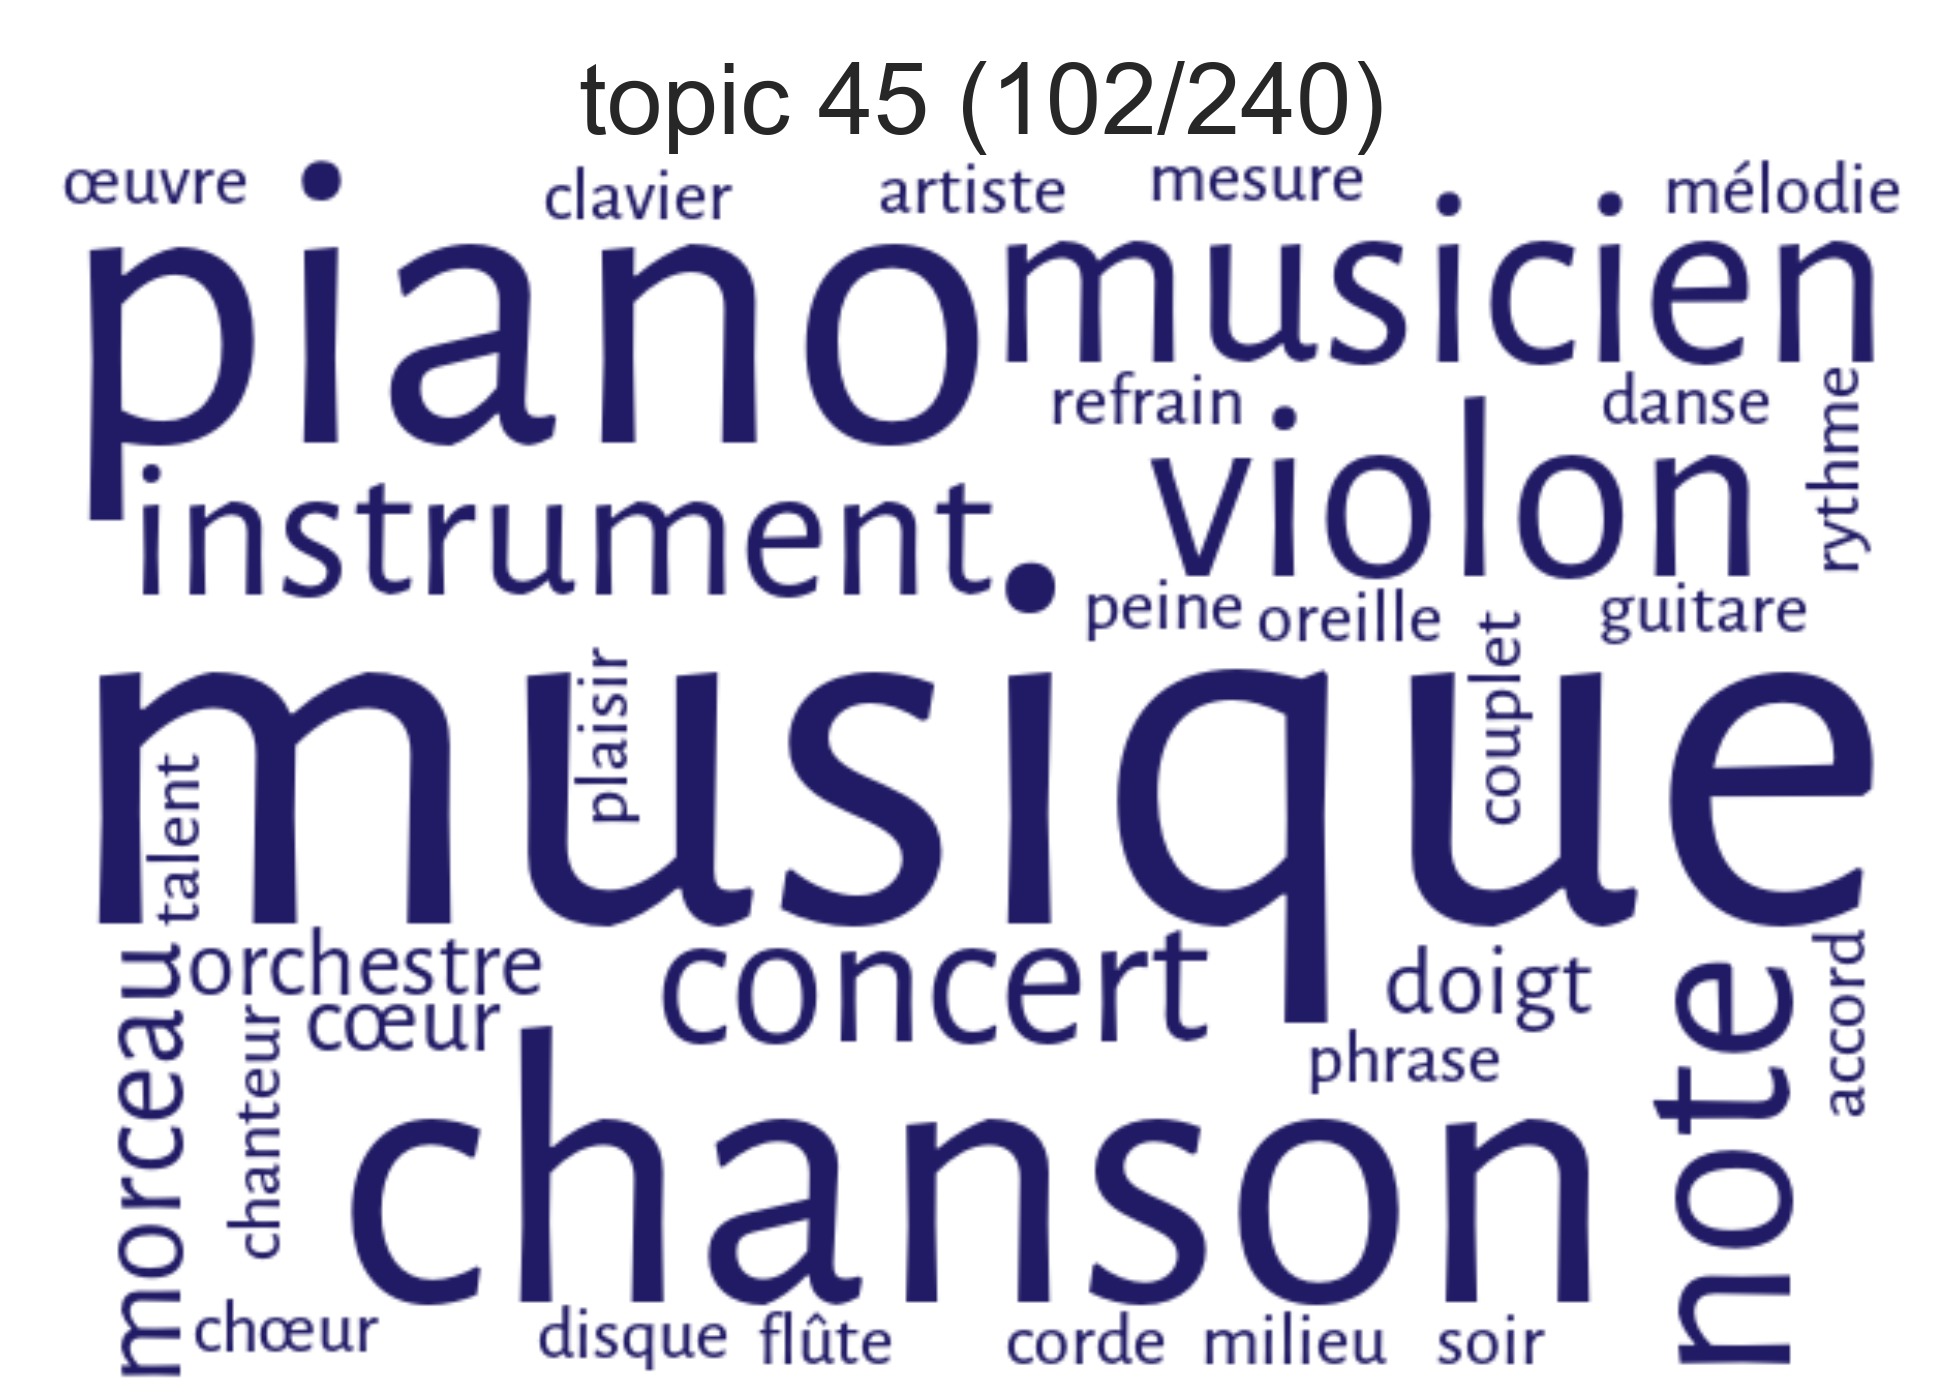 topic 45 (102/240)
œuvre clavier artiste mesure mélodie
piano musicien
refrain danse rythme
instrument violon
peine oreille guitare
musique
plaisir couplet
talent
orchestre concert doigt accord
cœur
morceau chanteur phrase note
chanson
chœur disque flûte corde milieu soir